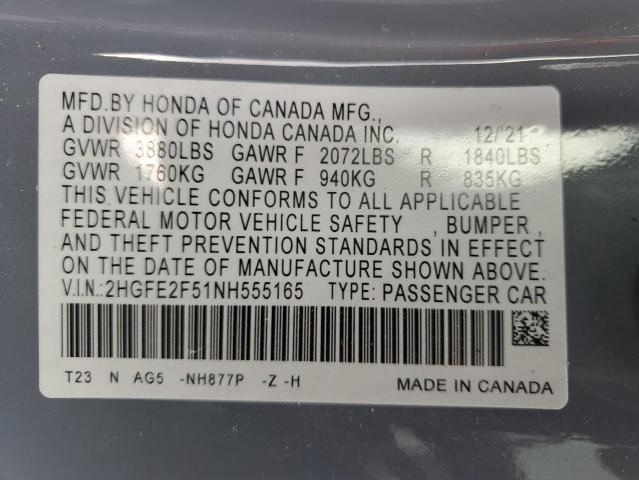 MFD.BY HONDA OF CANADA MFG.,
A DIVISION OF HONDA CANADA INC. 12/'21
GVWR 3880LBS GAWR F 2072LBS R 1840LBS
GVWR 1760KG GAWR F 940KG R 835KG
THIS VEHICLE CONFORMS TO ALL APPLICABLE
FEDERAL MOTOR VEHICLE SAFETY , BUMPER ,
AND THEFT PREVENTION STANDARDS IN EFFECT
ON THE DATE OF MANUFACTURE SHOWN ABOVE.
V.I.N.:2HGFE2F51NH555165 TYPE: PASSENGER CAR
T23 N AG5 -NH877P -Z -H MADE IN CANADA